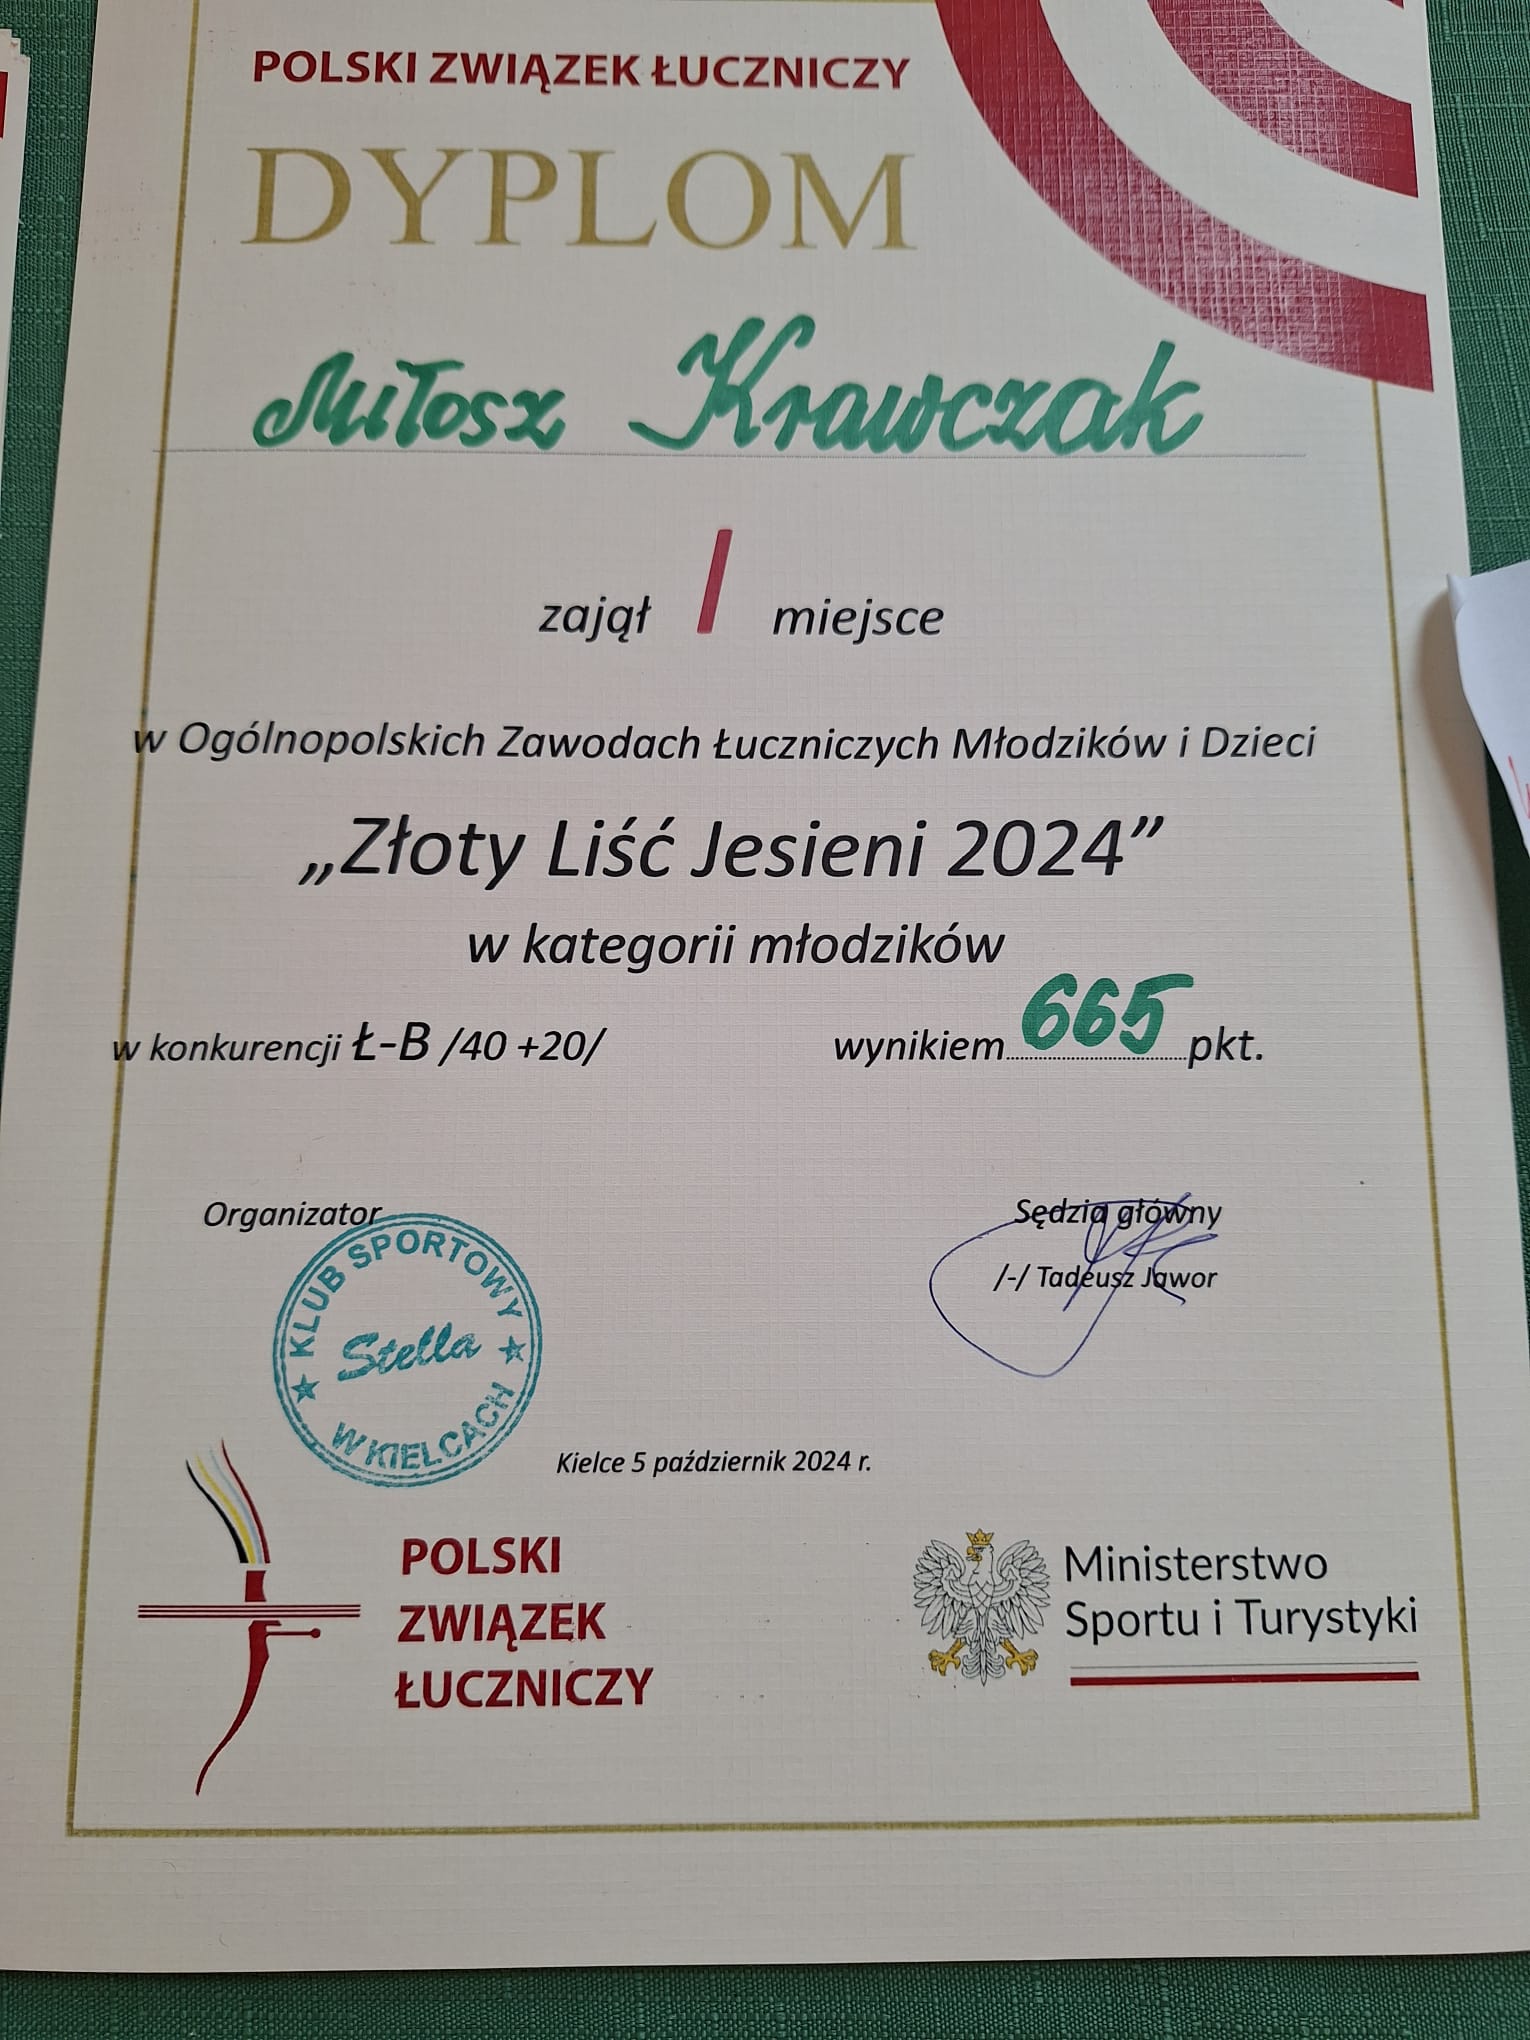 POLSKI ZWIĄZEK ŁUCZNICZY
DYPLOM
Miłosz Krawczak
zajął I miejsce
w Ogólnopolskich Zawodach Łuczniczych Młodzików i Dzieci
„Złoty Liść Jesieni 2024”
w kategorii młodzików
w konkurencji Ł-B /40 +20/ wynikiem 665 pkt.
Organizator
Sędzia główny
/-/ Tadeusz Jawor
KLUB SPORTOWY
Stella
W KIELCACH
Kielce 5 październik 2024 r.
POLSKI
ZWIĄZEK
ŁUCZNICZY
Ministerstwo
Sportu i Turystyki